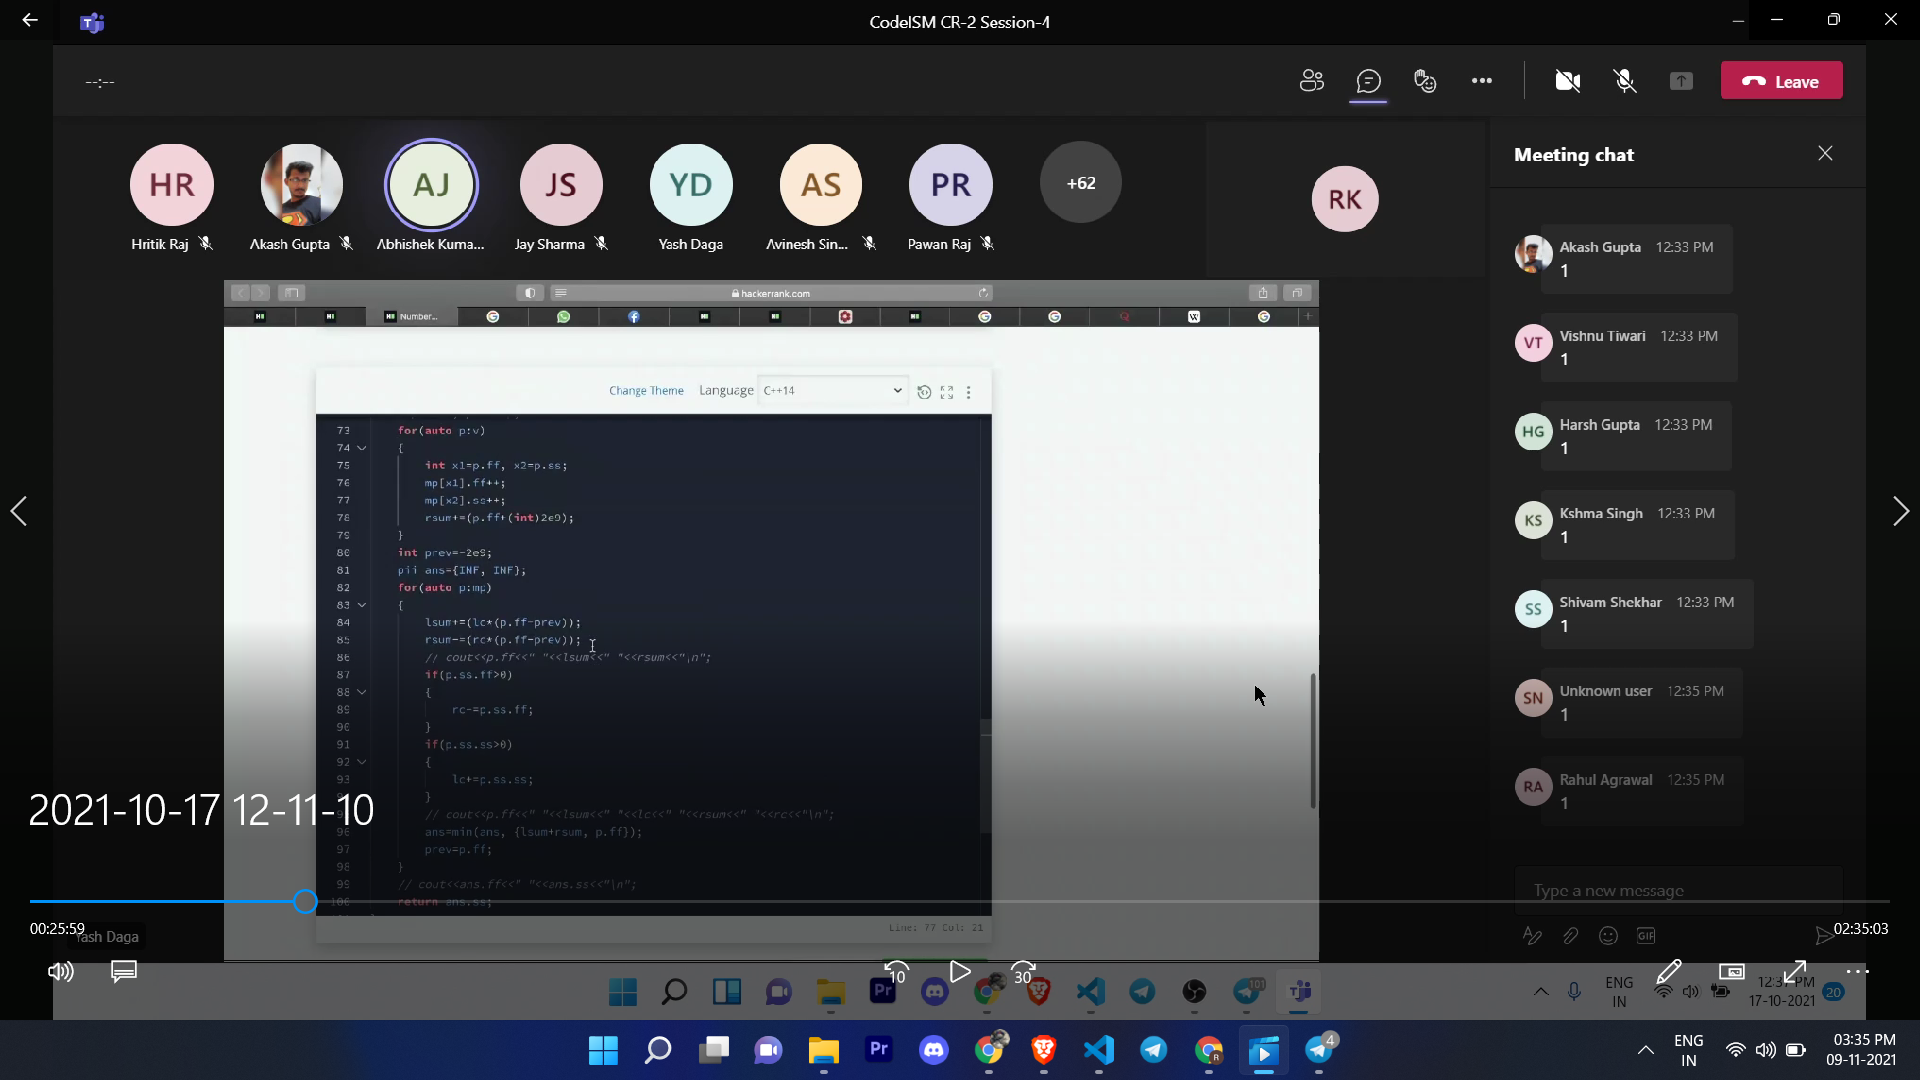 CodeISM CR-2 Session-4
--:--
Leave
HR
AJ
JS
YD
AS
PR
+62
RK
Hritik Raj
Akash Gupta
Abhishek Kuma...
Jay Sharma
Yash Daga
Avinesh Sin...
Pawan Raj
Meeting chat
Akash Gupta 12:33 PM
1
VT
Vishnu Tiwari 12:33 PM
1
HG
Harsh Gupta 12:33 PM
1
KS
Kshma Singh 12:33 PM
1
SS
Shivam Shekhar 12:33 PM
1
SN
Unknown user 12:35 PM
1
RA
Rahul Agrawal 12:35 PM
1
Type a new message
GIF
hackerrank.com
Number...
Change Theme Language C++14
73 for(auto p:v)
74 {
75 int x1=p.ff, x2=p.ss;
76 mp[x1].ff++;
77 mp[x2].ss++;
78 rsum+=(p.ff+(int)2e9);
79 }
80 int prev=-2e9;
81 pii ans={INF, INF};
82 for(auto p:mp)
83 {
84 lsum+=(lc*(p.ff-prev));
85 rsum-=(rc*(p.ff-prev));
86 // cout<<p.ff<<" "<<lsum<<" "<<rsum<<"\n";
87 if(p.ss.ff>0)
88 {
89 rc-=p.ss.ff;
90 }
91 if(p.ss.ss>0)
92 {
93 lc+=p.ss.ss;
}
// cout<<p.ff<<" "<<lsum<<" "<<lc<<" "<<rsum<<" "<<rc<<"\n";
96 ans=min(ans, {lsum+rsum, p.ff});
97 prev=p.ff;
98 }
99 // cout<<ans.ff<<" "<<ans.ss<<"\n";
100 return ans.ss;
Line: 77 Col: 21
2021-10-17 12-11-10
00:25:59
02:35:03
Yash Daga
10
30
Pr
101
ENG
IN
12:37 PM
17-10-2021
20
Pr
4
ENG
IN
03:35 PM
09-11-2021